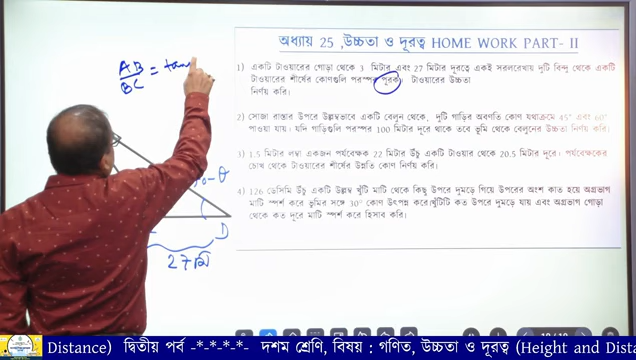 অধ্যায় 25 ,উচ্চতা ও দূরত্ব HOME WORK PART- II
AB
BC = tan
1) একটি টাওয়ারের গোড়া থেকে 3 মিটার এবং 27 মিটার দূরত্বে একই সরলরেখায় দুটি বিন্দু থেকে একটি
টাওয়ারের শীর্ষের কোণগুলি পরস্পর পূরক। টাওয়ারের উচ্চতা
নির্ণয় করি।
2) সোজা রাস্তার উপরে উল্লম্বভাবে একটি বেলুন থেকে, দুটি গাড়ির অবণতি কোণ যথাক্রমে 45° এবং 60°
পাওয়া যায়। যদি গাড়িগুলি পরস্পর 100 মিটার দূরে থাকে তবে ভূমি থেকে বেলুনের উচ্চতা নির্ণয় করি।
3) 1.5 মিটার লম্বা একজন পর্যবেক্ষক 22 মিটার উঁচু একটি টাওয়ার থেকে 20.5 মিটার দূরে। পর্যবেক্ষকের
চোখ থেকে টাওয়ারের শীর্ষের উন্নতি কোণ নির্ণয় করি।
4) 126 ডেসিমি উঁচু একটি উল্লম্ব খুঁটি মাটি থেকে কিছু উপরে দুমড়ে গিয়ে উপরের অংশ কাত হয়ে অগ্রভাগ
মাটি স্পর্শ করে ভূমির সঙ্গে 30° কোণ উৎপন্ন করে।খুঁটিটি কত উপরে দুমড়ে যায় এবং অগ্রভাগ গোড়া
থেকে কত দূরে মাটি স্পর্শ করে হিসাব করি।
0-θ
D
27মি
Distance) দ্বিতীয় পর্ব -*-*-*-*- দশম শ্রেণি, বিষয় : গণিত, উচ্চতা ও দূরত্ব (Height and Dista